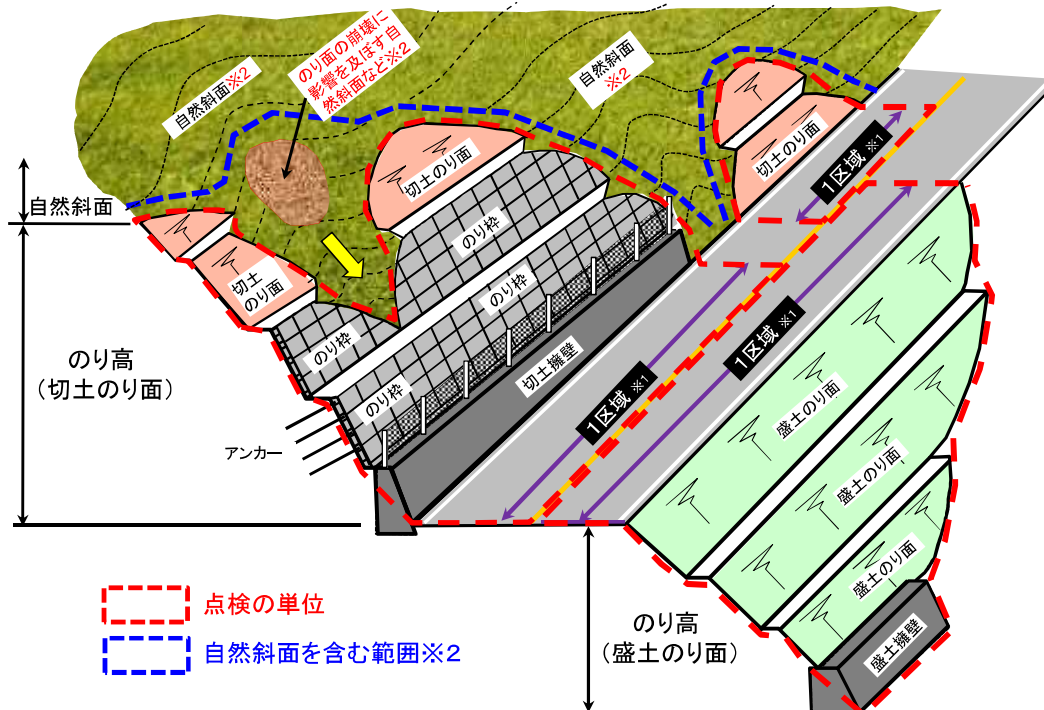 自然斜面※2
のり面の崩壊に
影響を及ぼす自
然斜面など※2
自然斜面
※2
切土のり面
切土のり面
1区域 ※1
自然斜面
のり枠
切土
のり面
のり枠
のり枠
のり高
(切土のり面)
のり枠
切土擁壁
1区域 ※1
1区域 ※1
盛土のり面
アンカー
盛土のり面
盛土のり面
点検の単位
自然斜面を含む範囲※2
のり高
(盛土のり面)
盛土擁壁